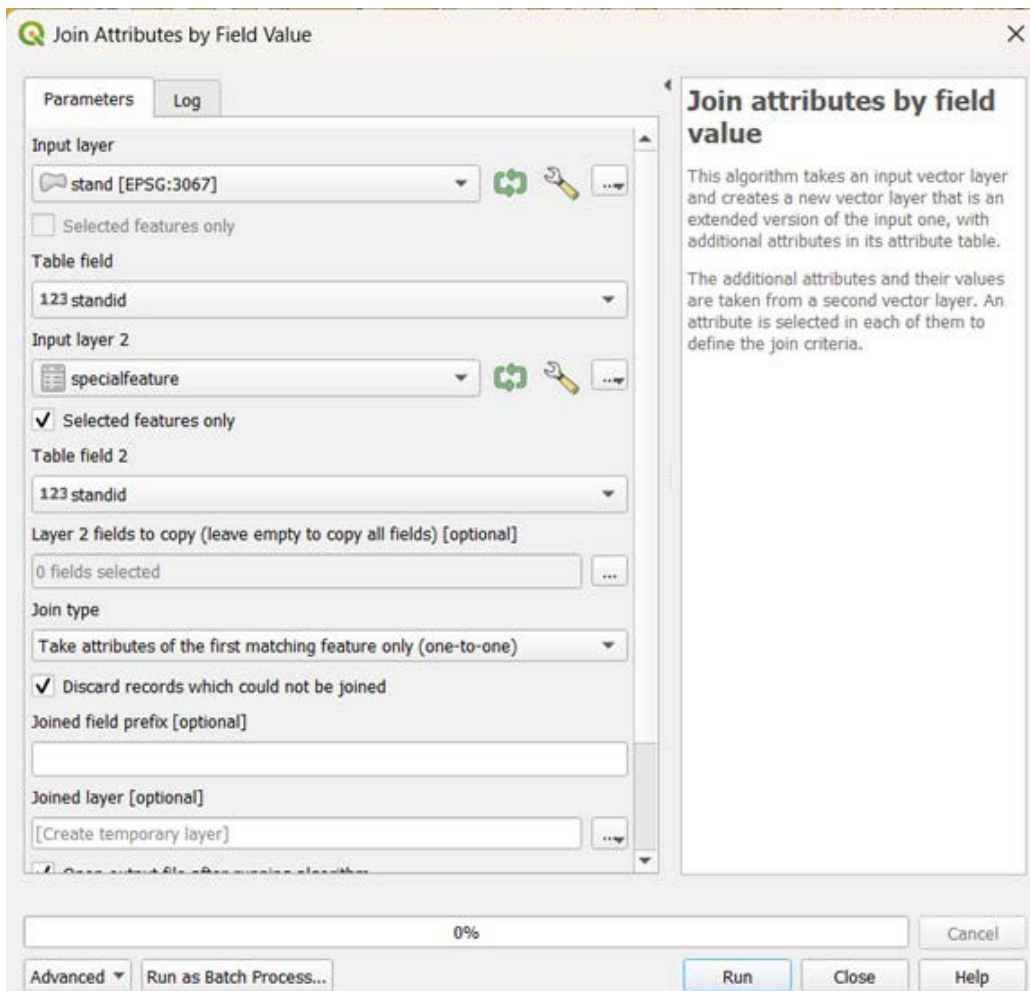 Join Attributes by Field Value
Parameters
Log
Input layer
stand [EPSG:3067]
Selected features only
Table field
123 standid
Input layer 2
specialfeature
Selected features only
Table field 2
123 standid
Layer 2 fields to copy (leave empty to copy all fields) [optional]
0 fields selected
...
Join type
Take attributes of the first matching feature only (one-to-one)
Discard records which could not be joined
Joined field prefix [optional]
Joined layer [optional]
[Create temporary layer]
Open output file after running algorithm
Join attributes by field
value
This algorithm takes an input vector layer
and creates a new vector layer that is an
extended version of the input one, with
additional attributes in its attribute table.
The additional attributes and their values
are taken from a second vector layer. An
attribute is selected in each of them to
define the join criteria.
0%
Cancel
Advanced
Run as Batch Process...
Run
Close
Help